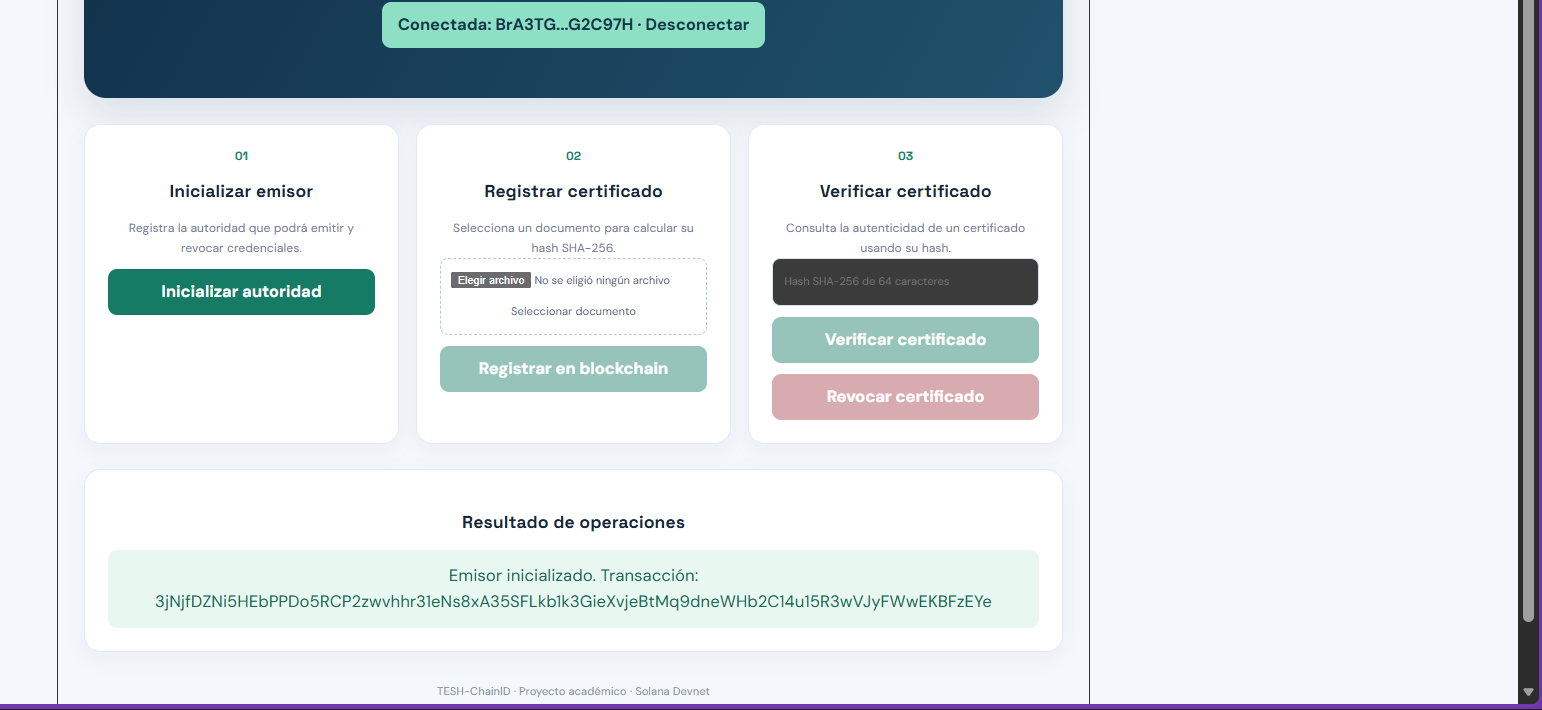 Conectada: BrA3TG...G2C97H · Desconectar
01
Inicializar emisor
Registra la autoridad que podrá emitir y
revocar credenciales.
Inicializar autoridad
02
Registrar certificado
Selecciona un documento para calcular su
hash SHA-256.
Elegir archivo No se eligió ningún archivo
Seleccionar documento
Registrar en blockchain
03
Verificar certificado
Consulta la autenticidad de un certificado
usando su hash.
Hash SHA-256 de 64 caracteres
Verificar certificado
Revocar certificado
Resultado de operaciones
Emisor inicializado. Transacción:
3jNjfDZNi5HEbPPDo5RCP2zwvhhr31eNs8xA35SFLkb1k3GieXvjeBtMq9dneWHb2C14u15R3wVJyFWwEKBFzEYe
TESH-ChainID · Proyecto académico · Solana Devnet